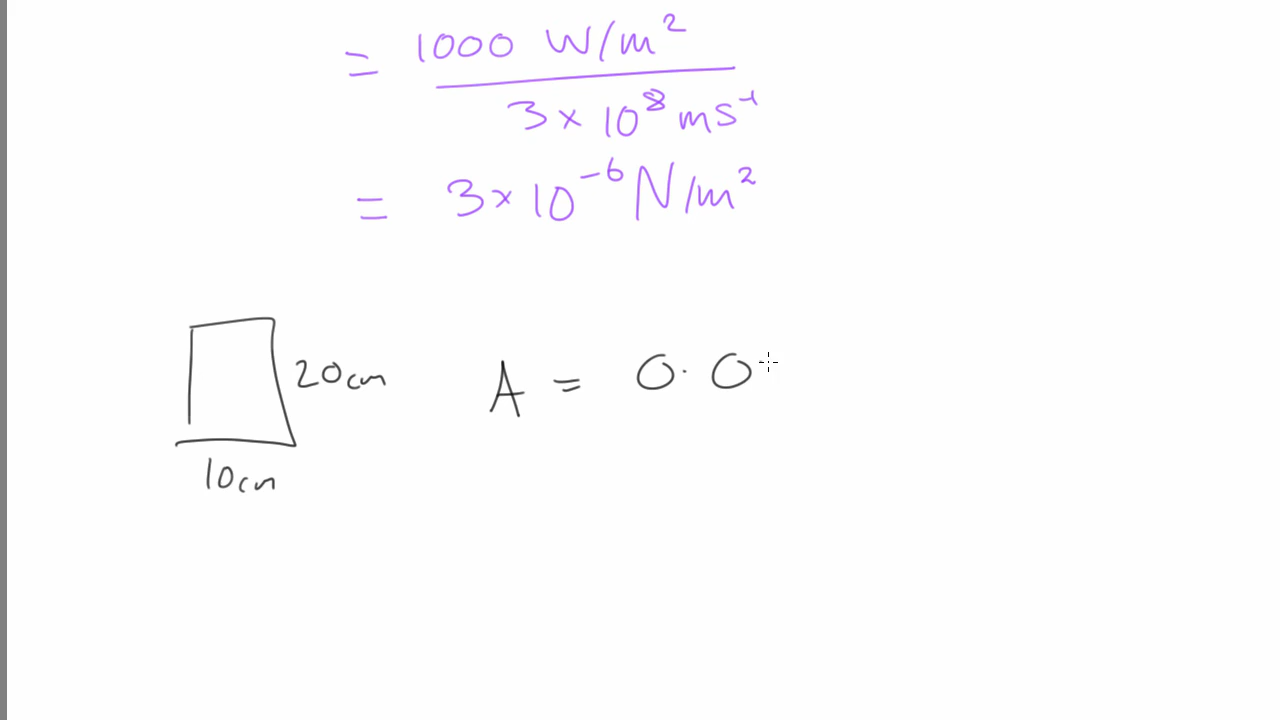 = 1000 W/m²
3 × 10⁸ ms⁻¹
= 3 × 10⁻⁶ N/m²
20cm
A = 0.0
10cm